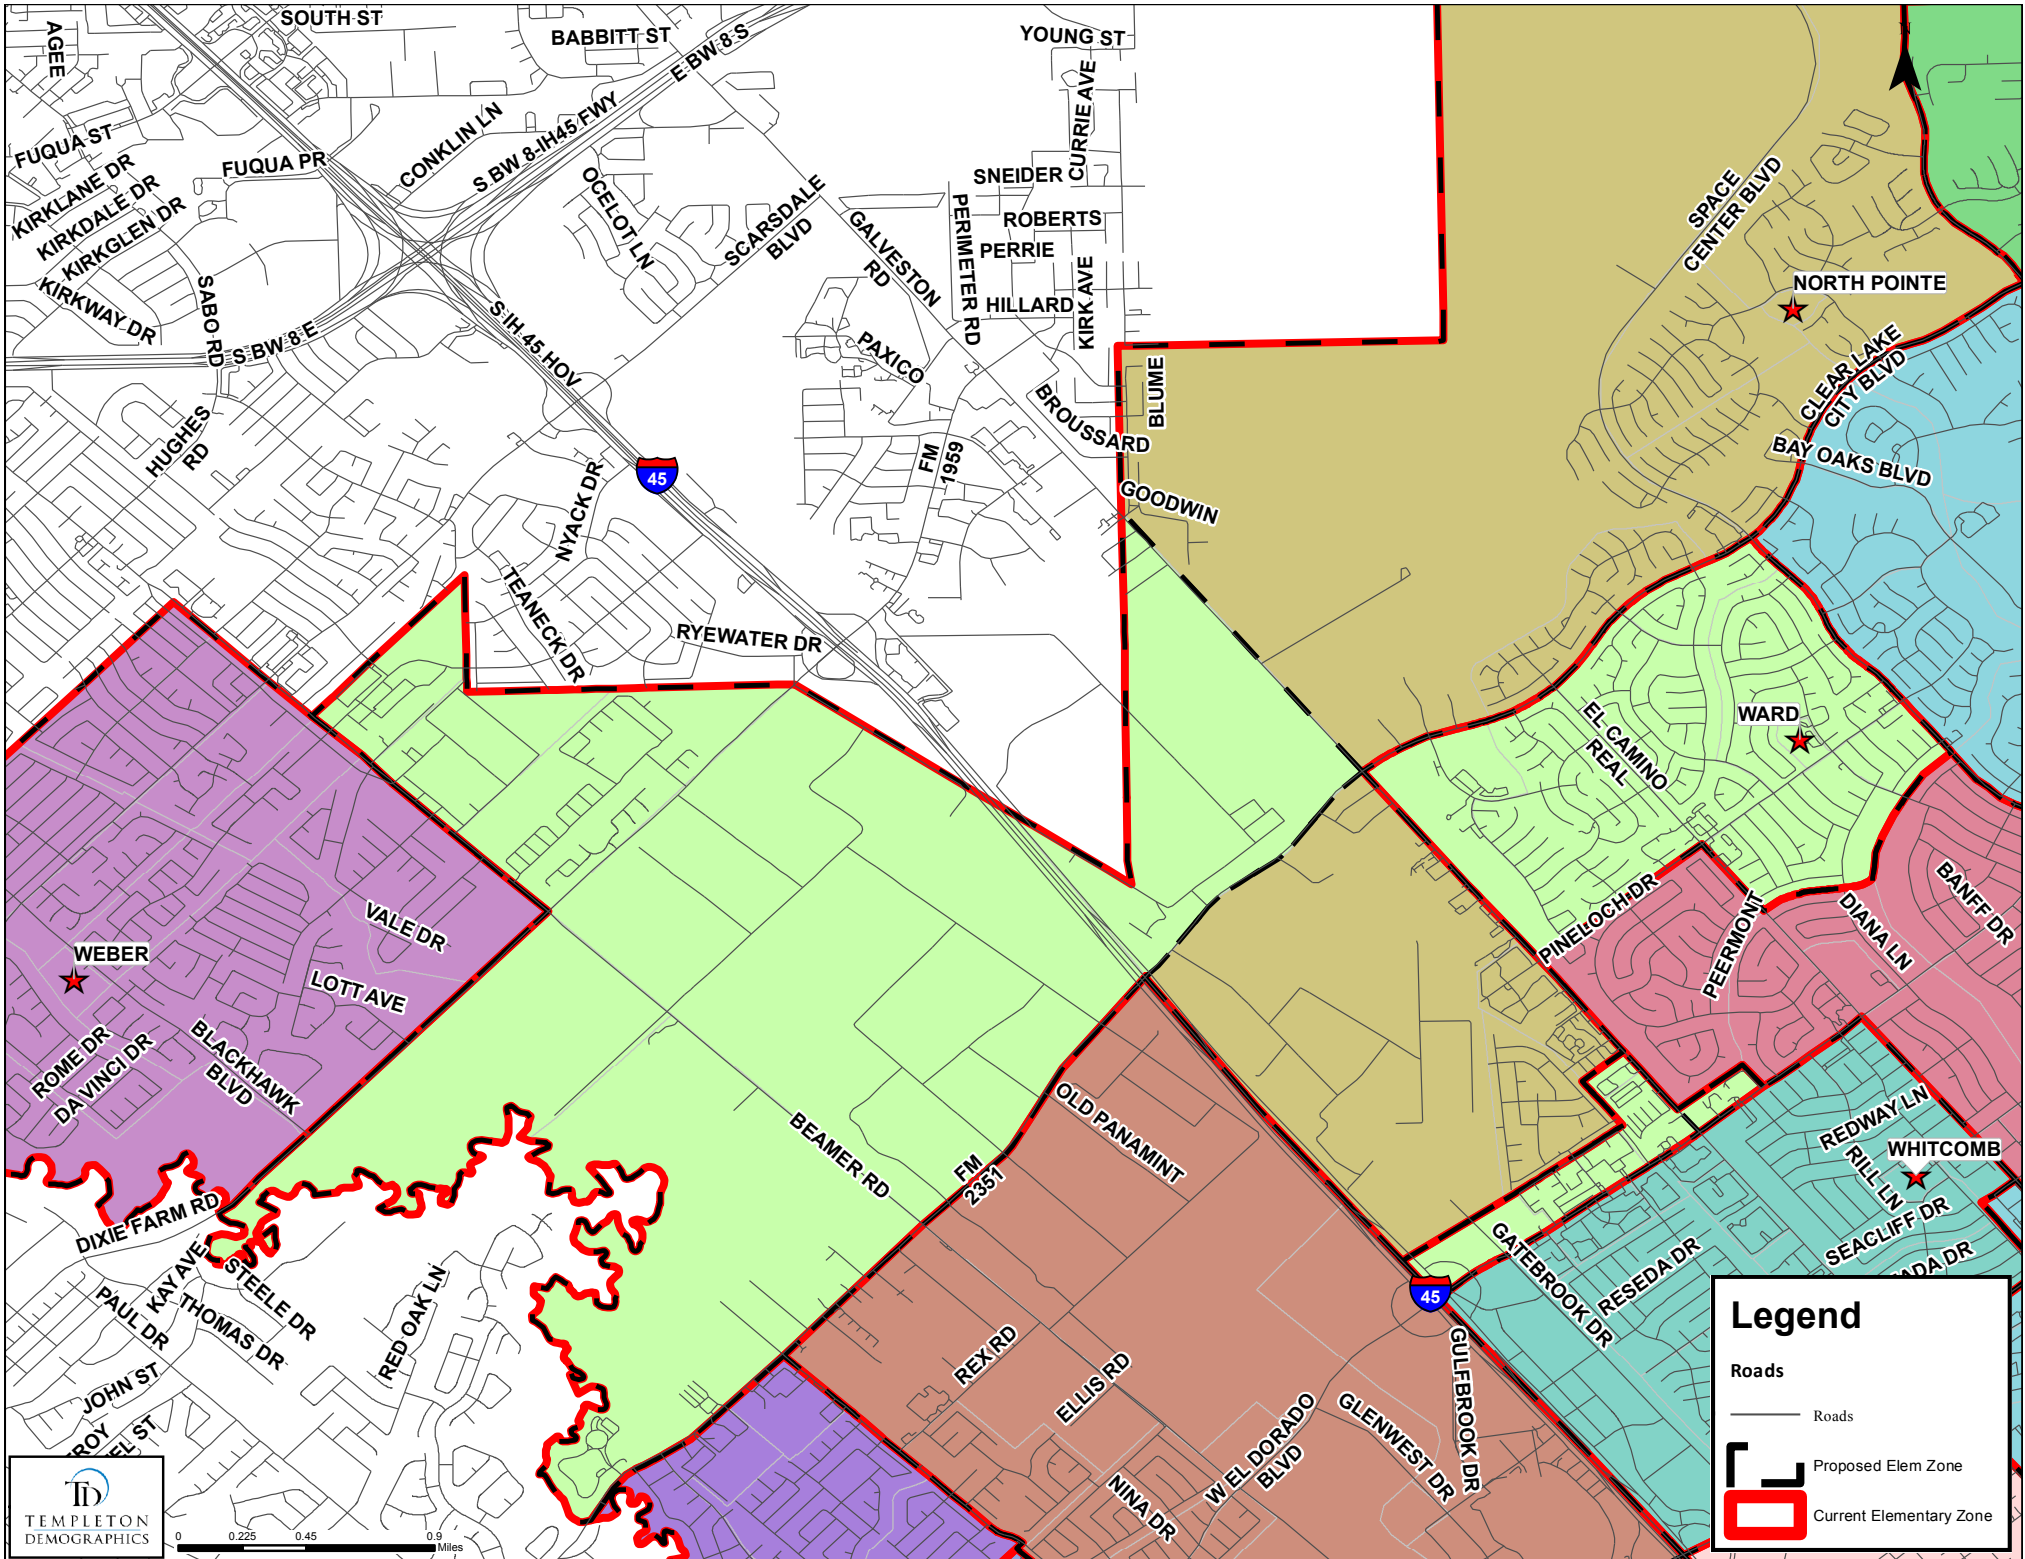 SOUTH ST
AGEE
BABBITT ST
E BW 8 S
YOUNG ST
CURRIE AVE
FUQUA ST
FUQUA PR
CONKLIN LN
S BW 8-IH45 FWY
KIRKLANE DR
KIRKDALE DR
KIRKGLEN DR
KIRKWAY DR
OCELOT LN
SCARSDALE
BLVD
SNEIDER
ROBERTS
PERRIE
PERIMETER RD
GALVESTON
RD
HILLARD
KIRK AVE
SPACE
CENTER BLVD
NORTH POINTE
SABO RD
S BW 8 E
S IH 45 HOV
PAXICO
BROUSSARD
BLUME
CLEAR LAKE
CITY BLVD
BAY OAKS BLVD
HUGHES
RD
FM
1959
45
NYACK DR
GOODWIN
TEANECK DR
RYEWATER DR
EL CAMINO
REAL
WARD
VALE DR
WEBER
LOTT AVE
PINELOCH DR
PEERMONT
DIANA LN
BANFF DR
ROME DR
DA VINCI DR
BLACKHAWK
BLVD
BEAMER RD
FM
2351
OLD PANAMINT
REDWAY LN
WHITCOMB
RILL LN
SEACLIFF DR
ADA DR
DIXIE FARM RD
KAY AVE
STEELE DR
PAUL DR
THOMAS DR
RED OAK LN
JOHN ST
ROY
EL ST
GATEBROOK DR
RESEDA DR
45
GULFBROOK DR
REX RD
ELLIS RD
W EL DORADO
BLVD
GLENWEST DR
NINA DR
Legend
Roads
Roads
Proposed Elem Zone
Current Elementary Zone
TD
TEMPLETON
DEMOGRAPHICS
0 0.225 0.45 0.9
Miles